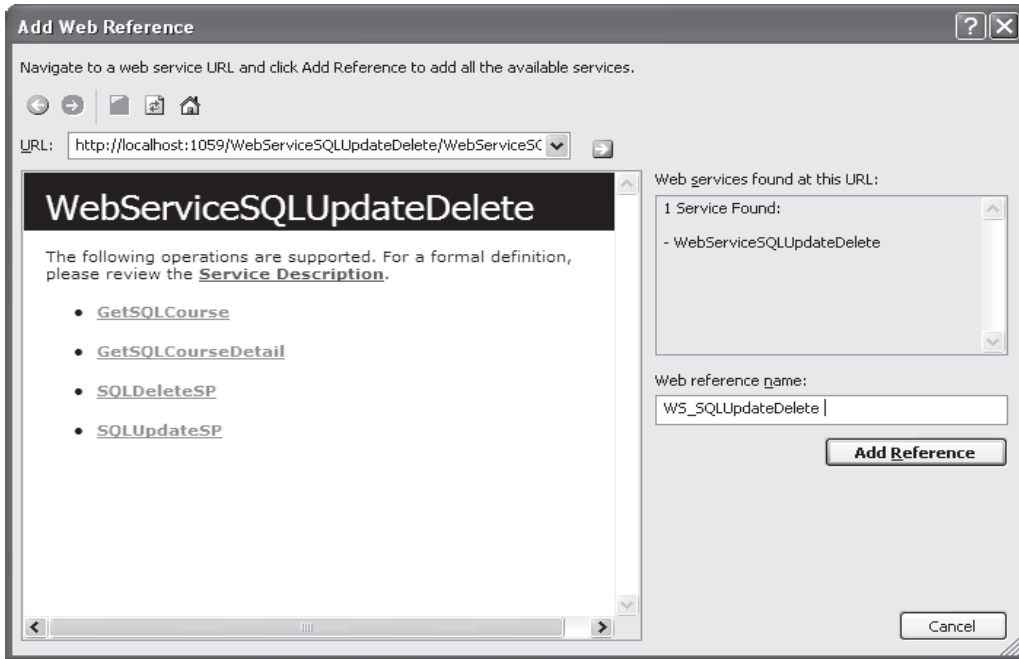 Add Web Reference
Navigate to a web service URL and click Add Reference to add all the available services.
URL: http://localhost:1059/WebServiceSQLUpdateDelete/WebServiceSC
WebServiceSQLUpdateDelete
The following operations are supported. For a formal definition,
please review the Service Description.
• GetSQLCourse
• GetSQLCourseDetail
• SQLDeleteSP
• SQLUpdateSP
Web services found at this URL:
1 Service Found:
- WebServiceSQLUpdateDelete
Web reference name:
WS_SQLUpdateDelete
Add Reference
Cancel